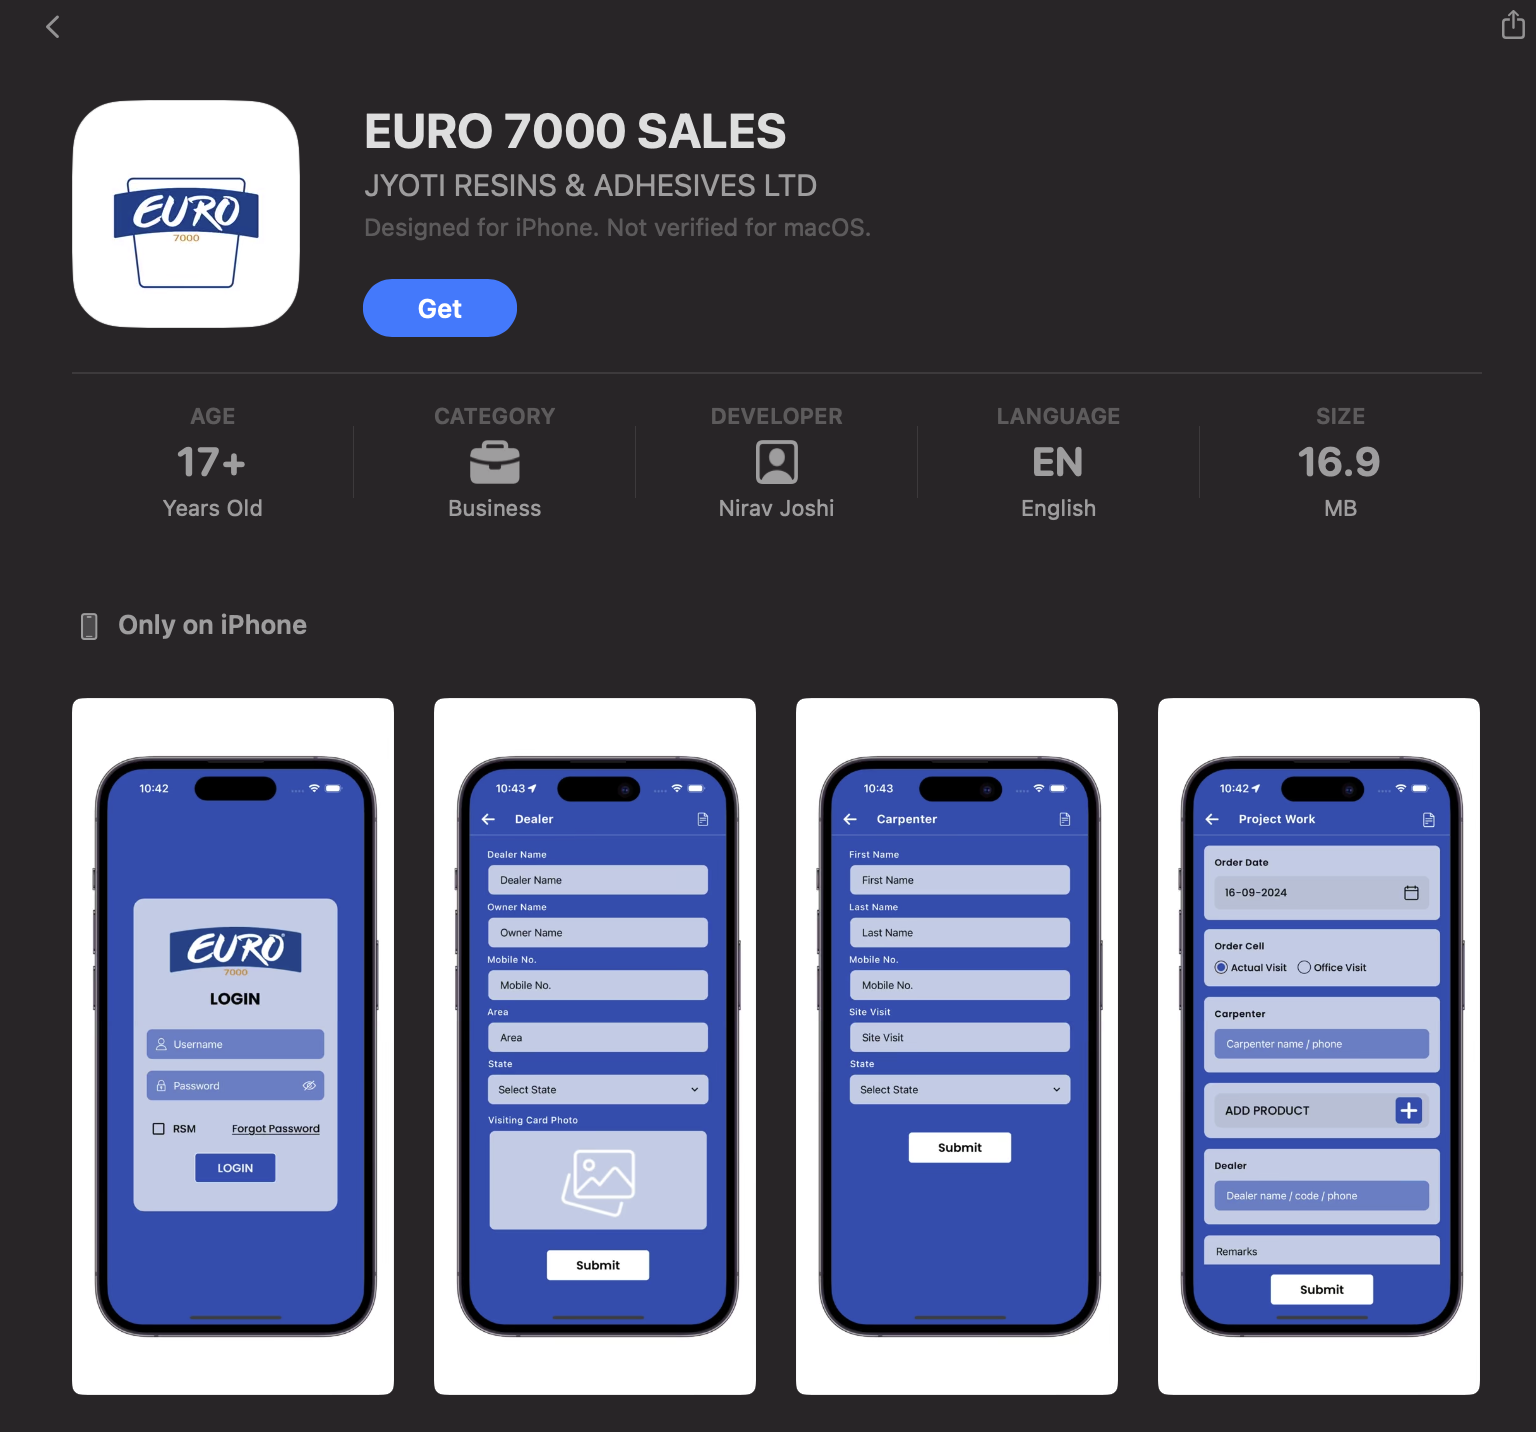 EURO
7000
EURO 7000 SALES
JYOTI RESINS & ADHESIVES LTD
Designed for iPhone. Not verified for macOS.
Get
AGE
17+
Years Old
CATEGORY
Business
DEVELOPER
Nirav Joshi
LANGUAGE
EN
English
SIZE
16.9
MB
Only on iPhone
10:42
EURO
7000
LOGIN
Username
Password
RSM Forgot Password
LOGIN
10:43
Dealer
Dealer Name
Dealer Name
Owner Name
Owner Name
Mobile No.
Mobile No.
Area
Area
State
Select State
Visiting Card Photo
Submit
10:43
Carpenter
First Name
First Name
Last Name
Last Name
Mobile No.
Mobile No.
Site Visit
Site Visit
State
Select State
Submit
10:42
Project Work
Order Date
16-09-2024
Order Cell
Actual Visit Office Visit
Carpenter
Carpenter name / phone
ADD PRODUCT
Dealer
Dealer name / code / phone
Remarks
Submit